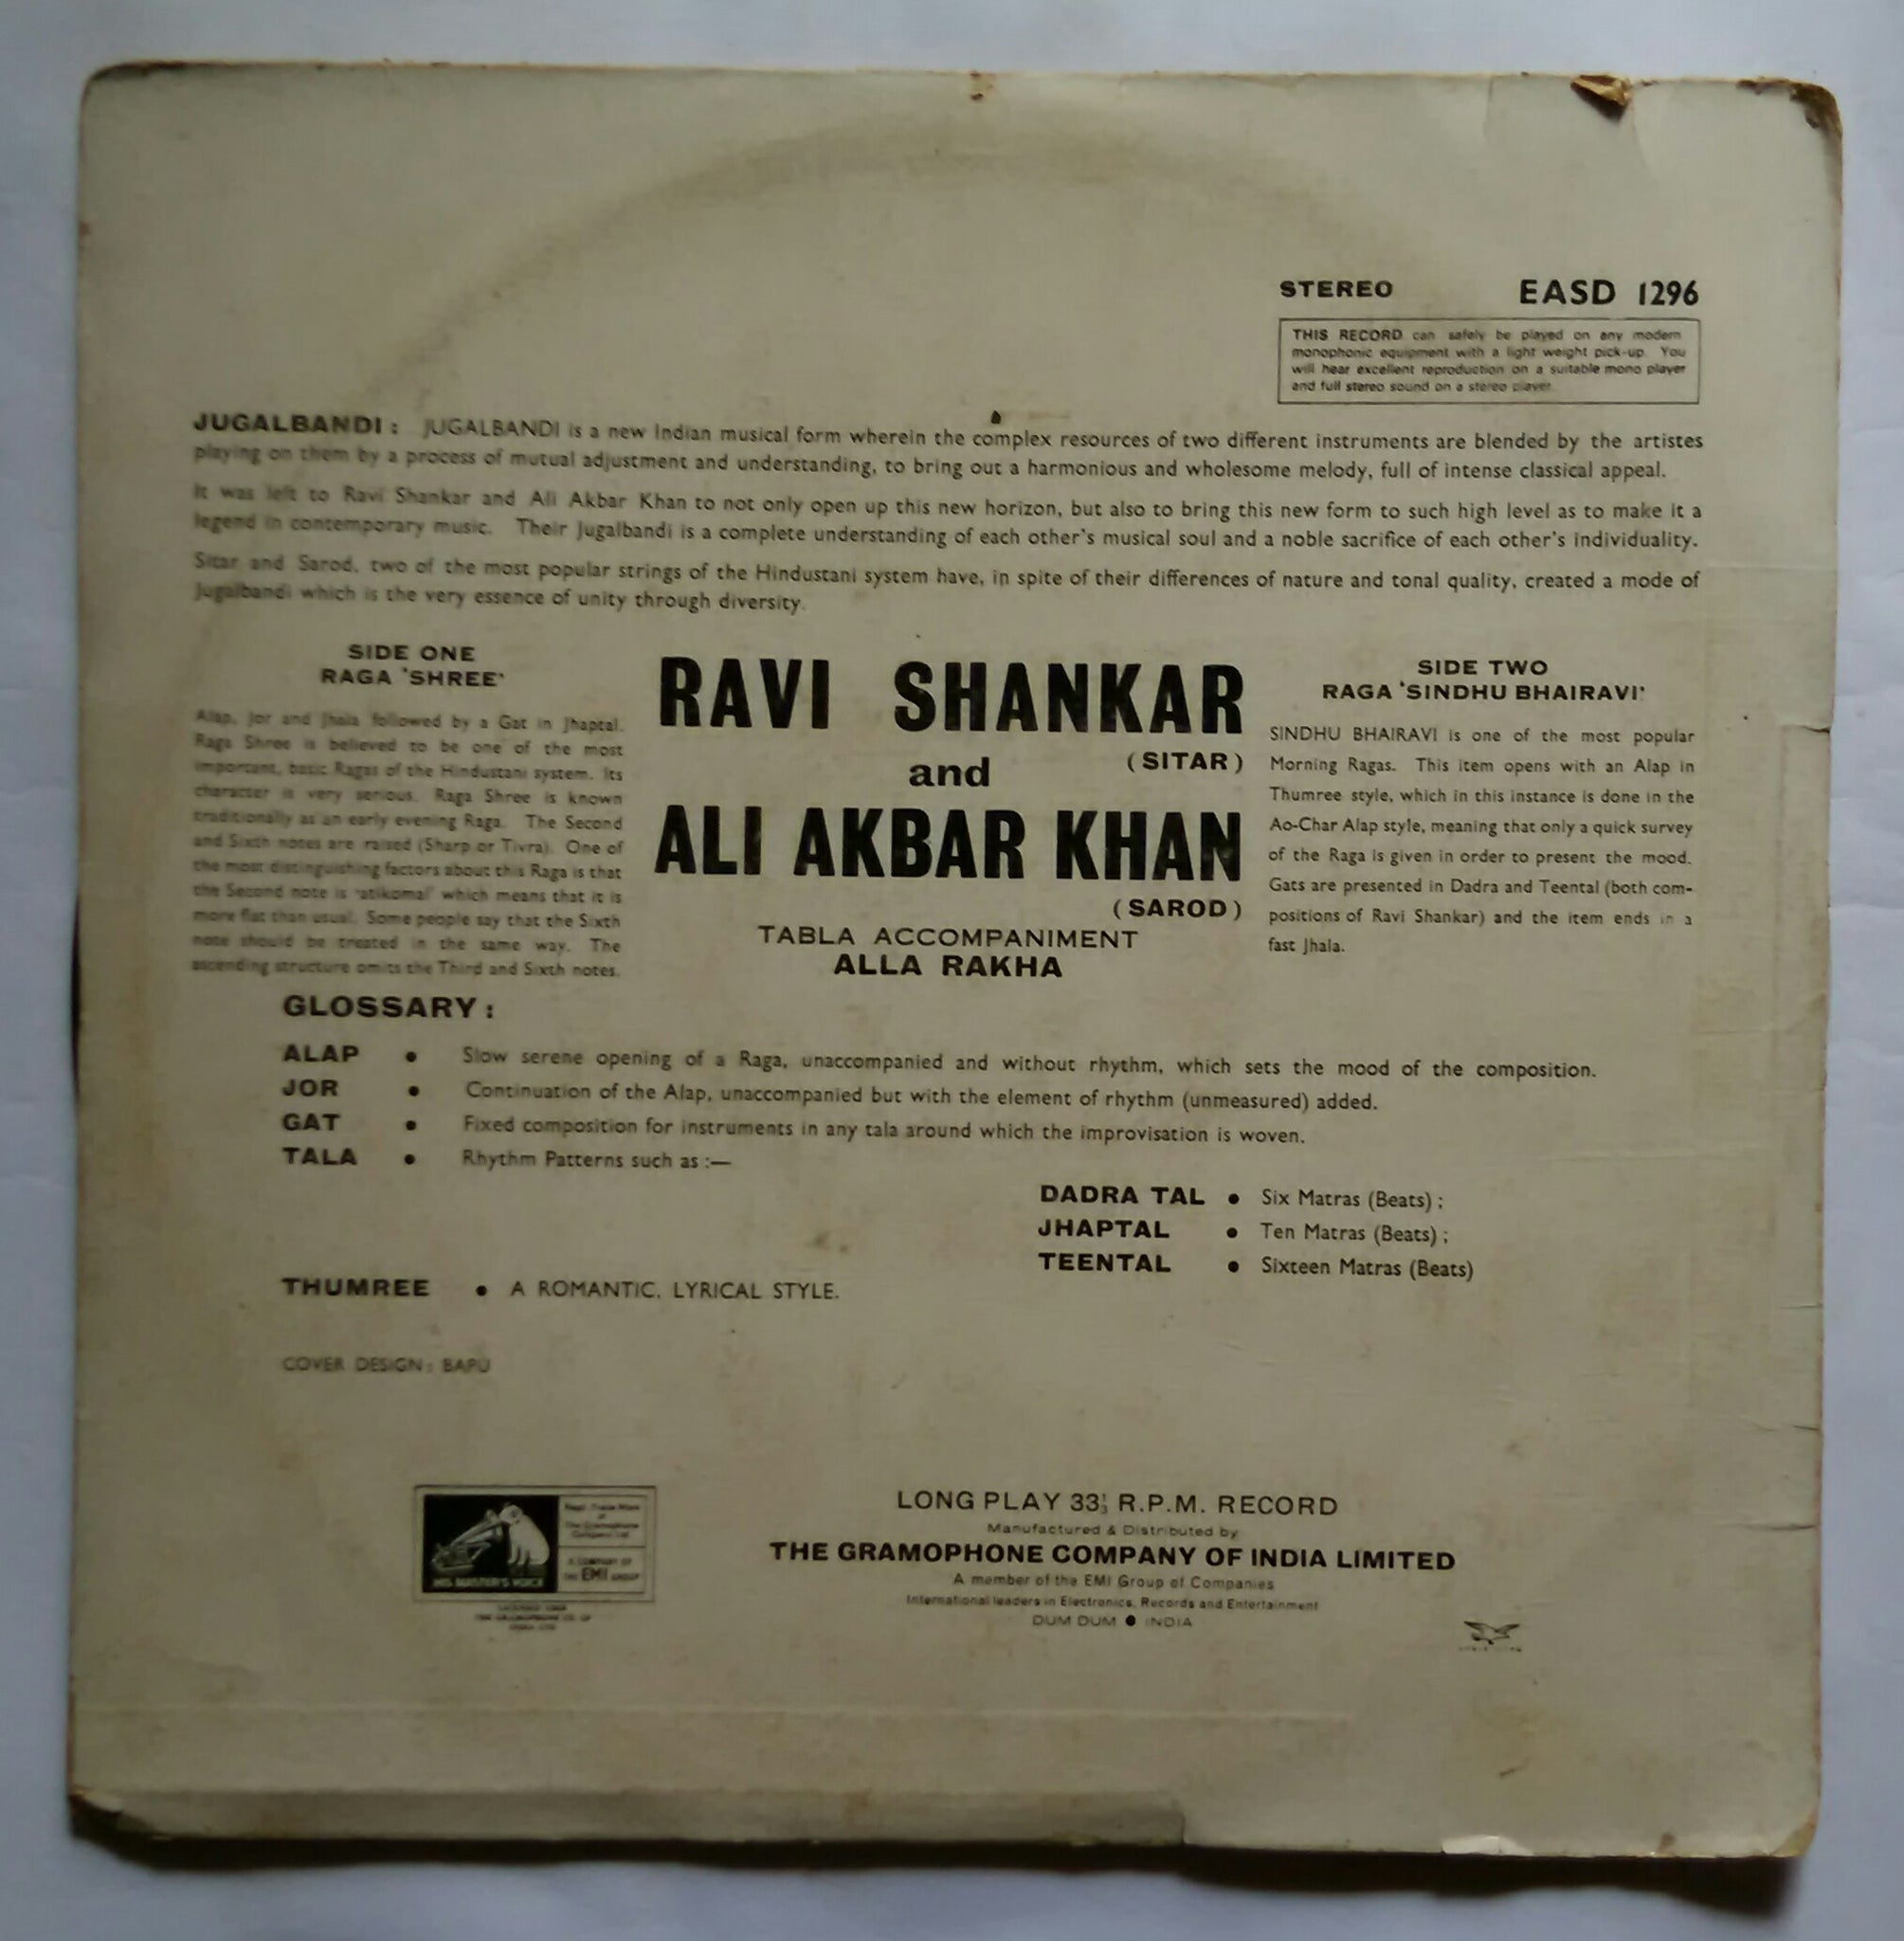 STEREO EASD 1296
THIS RECORD can safely be played on any modern
monophonic equipment with a light weight pick-up. You
will hear excellent reproduction on a suitable mono player
and full stereo sound on a stereo player
JUGALBANDI : JUGALBANDI is a new Indian musical form wherein the complex resources of two different instruments are blended by the artistes
playing on them by a process of mutual adjustment and understanding, to bring out a harmonious and wholesome melody, full of intense classical appeal.
It was left to Ravi Shankar and Ali Akbar Khan to not only open up this new horizon, but also to bring this new form to such high level as to make it a
legend in contemporary music. Their Jugalbandi is a complete understanding of each other's musical soul and a noble sacrifice of each other's individuality.
Sitar and Sarod, two of the most popular strings of the Hindustani system have, in spite of their differences of nature and tonal quality, created a mode of
Jugalbandi which is the very essence of unity through diversity.
SIDE ONE
RAGA 'SHREE'
Alap, Jor and Jhala followed by a Gat in Jhaptal.
Raga Shree is believed to be one of the most
important, basic Ragas of the Hindustani system. Its
character is very serious. Raga Shree is known
traditionally as an early evening Raga. The Second
and Sixth notes are raised (Sharp or Tivra). One of
the most distinguishing factors about this Raga is that
the Second note is 'atikomal' which means that it is
more flat than usual. Some people say that the Sixth
note should be treated in the same way. The
ascending structure omits the Third and Sixth notes.
RAVI SHANKAR
(SITAR)
and
ALI AKBAR KHAN
(SAROD)
TABLA ACCOMPANIMENT
ALLA RAKHA
SIDE TWO
RAGA 'SINDHU BHAIRAVI'
SINDHU BHAIRAVI is one of the most popular
Morning Ragas. This item opens with an Alap in
Thumree style, which in this instance is done in the
Ao-Char Alap style, meaning that only a quick survey
of the Raga is given in order to present the mood.
Gats are presented in Dadra and Teental (both com-
positions of Ravi Shankar) and the item ends in a
fast Jhala.
GLOSSARY :
ALAP • Slow serene opening of a Raga, unaccompanied and without rhythm, which sets the mood of the composition.
JOR • Continuation of the Alap, unaccompanied but with the element of rhythm (unmeasured) added.
GAT • Fixed composition for instruments in any tala around which the improvisation is woven.
TALA • Rhythm Patterns such as :—
DADRA TAL • Six Matras (Beats) ;
JHAPTAL • Ten Matras (Beats) ;
TEENTAL • Sixteen Matras (Beats)
THUMREE • A ROMANTIC, LYRICAL STYLE.
COVER DESIGN : BAPU
HIS MASTER'S VOICE
Regd. Trade Mark
of
The Gramophone
Company Ltd.
A COMPANY OF
THE EMI GROUP
LONG PLAY 33⅓ R.P.M. RECORD
Manufactured & Distributed by
THE GRAMOPHONE COMPANY OF INDIA LIMITED
A member of the EMI Group of Companies
International leaders in Electronics, Records and Entertainment
DUM DUM ● INDIA